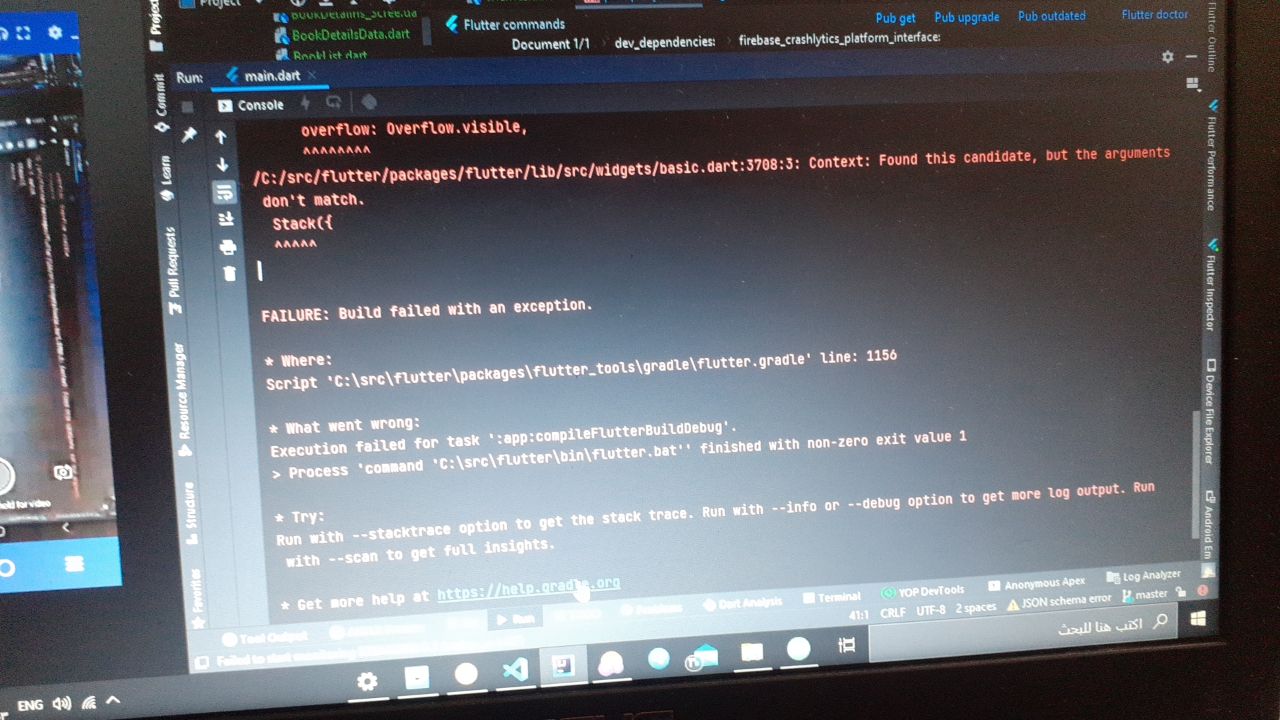 Project
BookDetailns_Scree.da
BookDetailsData.dart
BookList.dart
Flutter commands
Pub get
Pub upgrade
Pub outdated
Flutter doctor
Document 1/1
dev_dependencies:
firebase_crashlytics_platform_interface:
Run:
main.dart
Console
overflow: Overflow.visible,
^^^^^^^^
/C:/src/flutter/packages/flutter/lib/src/widgets/basic.dart:3708:3: Context: Found this candidate, but the arguments
don't match.
Stack({
^^^^^
FAILURE: Build failed with an exception.
* Where:
Script 'C:\src\flutter\packages\flutter_tools\gradle\flutter.gradle' line: 1156
* What went wrong:
Execution failed for task ':app:compileFlutterBuildDebug'.
> Process 'command 'C:\src\flutter\bin\flutter.bat'' finished with non-zero exit value 1
* Try:
Run with --stacktrace option to get the stack trace. Run with --info or --debug option to get more log output. Run
with --scan to get full insights.
* Get more help at https://help.gradle.org
Project
Commit
Learn
Pull Requests
Resource Manager
Structure
Favorites
Flutter Outline
Flutter Performance
Flutter Inspector
Device File Explorer
Android Em
Tool Output
Run
Problems
Dart Analysis
Terminal
YOP DevTools
Anonymous Apex
Log Analyzer
Failed to start monitoring
41:1
CRLF
UTF-8
2 spaces
JSON schema error
master
اكتب هنا للبحث
ENG
hold for video